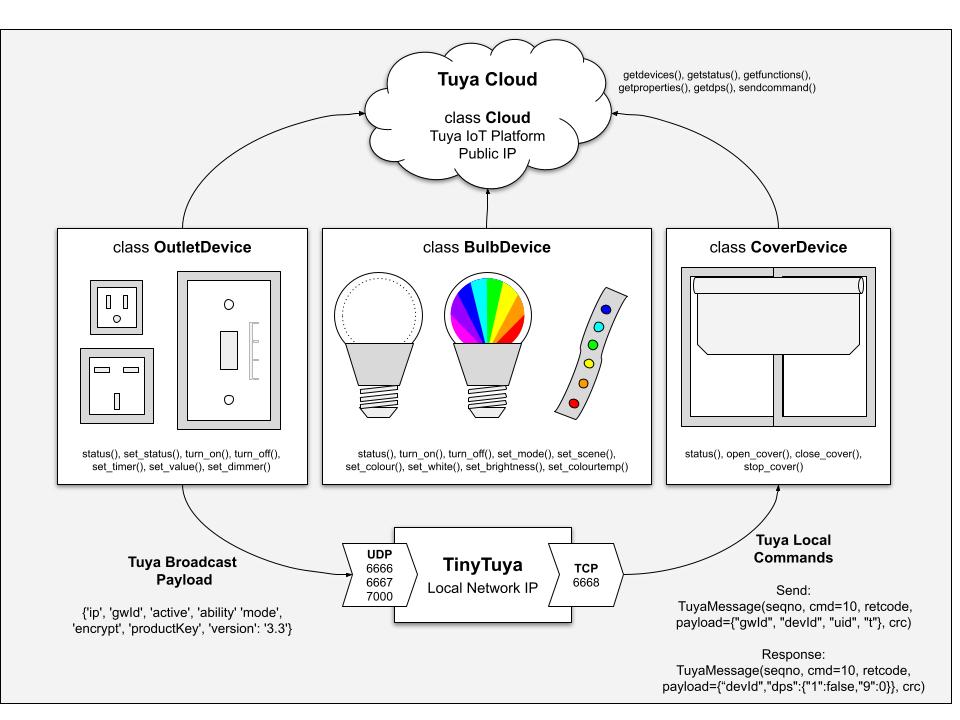 Tuya Cloud
class Cloud
Tuya IoT Platform
Public IP
getdevices(), getstatus(), getfunctions(),
getproperties(), getdps(), sendcommand()
class OutletDevice
status(), set_status(), turn_on(), turn_off(),
set_timer(), set_value(), set_dimmer()
class BulbDevice
status(), turn_on(), turn_off(), set_mode(), set_scene(),
set_colour(), set_white(), set_brightness(), set_colourtemp()
class CoverDevice
status(), open_cover(), close_cover(),
stop_cover()
Tuya Broadcast
Payload
{'ip', 'gwId', 'active', 'ability' 'mode',
'encrypt', 'productKey', 'version': '3.3'}
UDP
6666
6667
7000
TinyTuya
Local Network IP
TCP
6668
Tuya Local
Commands
Send:
TuyaMessage(seqno, cmd=10, retcode,
payload={"gwId", "devId", "uid", "t"}, crc)
Response:
TuyaMessage(seqno, cmd=10, retcode,
payload={“devId","dps":{"1":false,"9":0}}, crc)